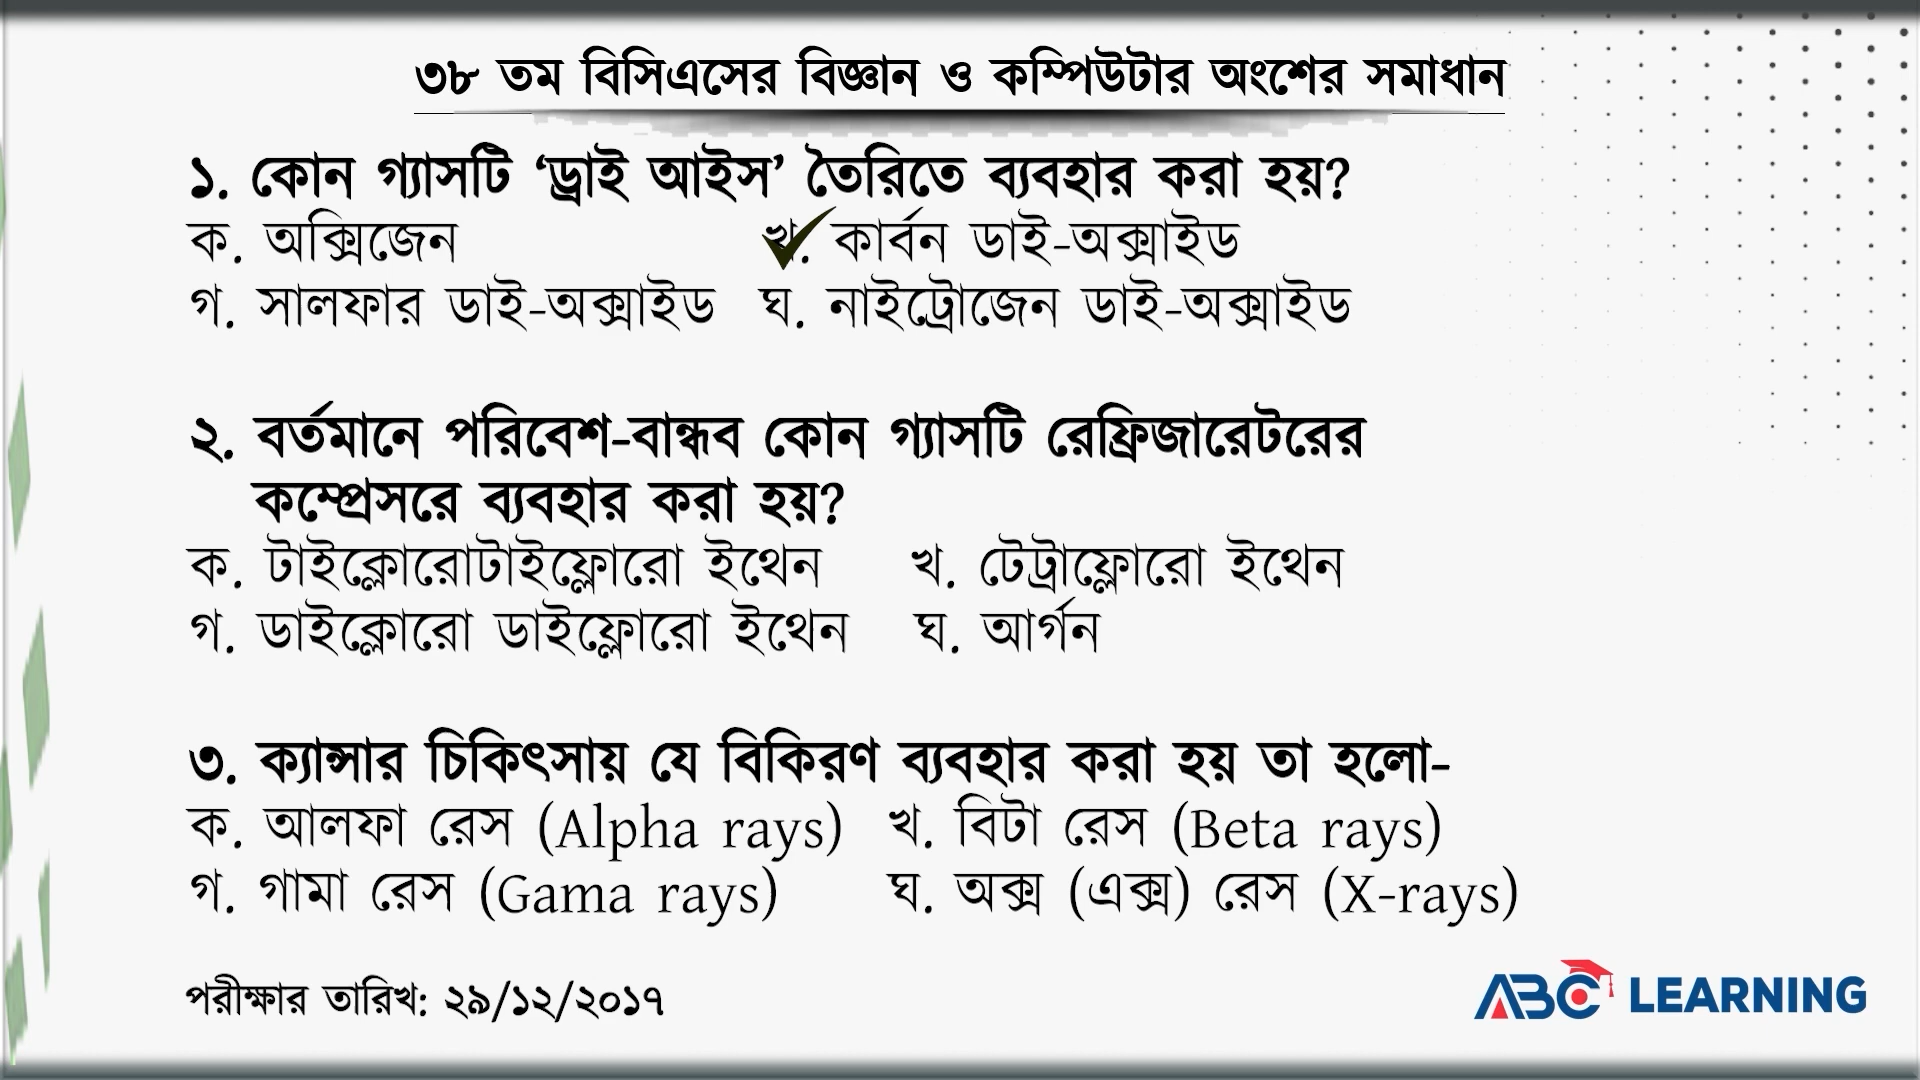 ৩৮ তম বিসিএসের বিজ্ঞান ও কম্পিউটার অংশের সমাধান
১. কোন গ্যাসটি ‘ড্রাই আইস’ তৈরিতে ব্যবহার করা হয়?
ক. অক্সিজেন খ. কার্বন ডাই-অক্সাইড
গ. সালফার ডাই-অক্সাইড ঘ. নাইট্রোজেন ডাই-অক্সাইড
২. বর্তমানে পরিবেশ-বান্ধব কোন গ্যাসটি রেফ্রিজারেটরের
কম্প্রেসরে ব্যবহার করা হয়?
ক. টাইক্লোরোটাইফ্লোরো ইথেন খ. টেট্রাফ্লোরো ইথেন
গ. ডাইক্লোরো ডাইফ্লোরো ইথেন ঘ. আর্গন
৩. ক্যান্সার চিকিৎসায় যে বিকিরণ ব্যবহার করা হয় তা হলো-
ক. আলফা রেস (Alpha rays) খ. বিটা রেস (Beta rays)
গ. গামা রেস (Gama rays) ঘ. অক্স (এক্স) রেস (X-rays)
পরীক্ষার তারিখ: ২৯/১২/২০১৭
ABC LEARNING